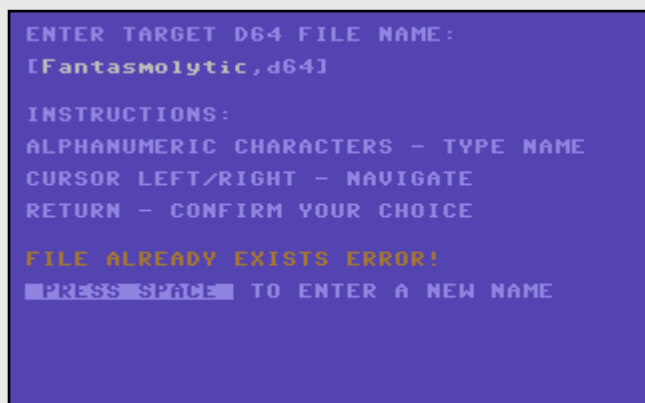 ENTER TARGET D64 FILE NAME:
[Fantasmolytic,d64]
INSTRUCTIONS:
ALPHANUMERIC CHARACTERS - TYPE NAME
CURSOR LEFT/RIGHT - NAVIGATE
RETURN - CONFIRM YOUR CHOICE
FILE ALREADY EXISTS ERROR!
PRESS SPACE TO ENTER A NEW NAME